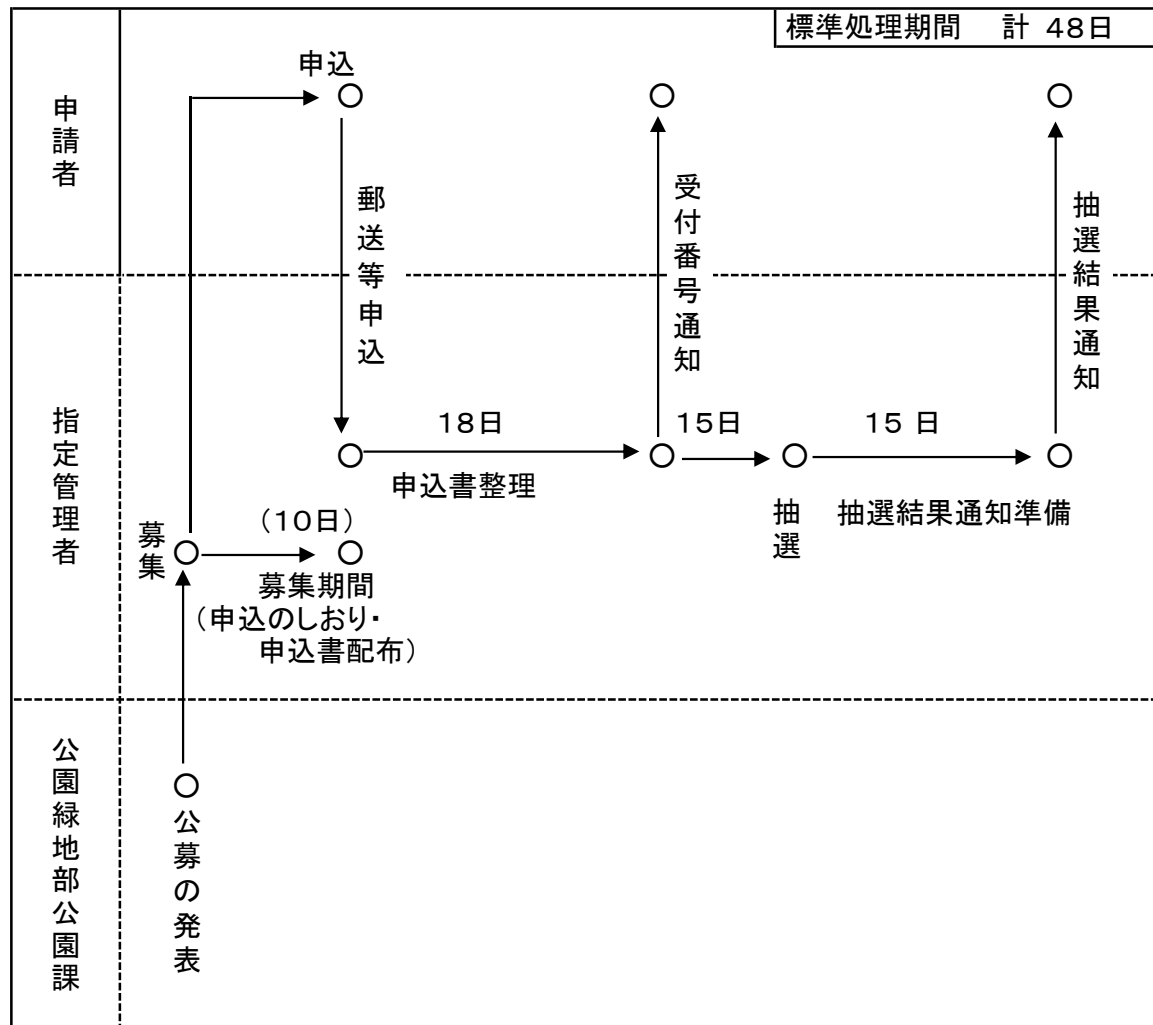 標準処理期間 計 48日
申請者
申込
郵送等申込
受付番号通知
抽選結果通知
指定管理者
18日
申込書整理
15日
抽選
15 日
抽選結果通知準備
募集
(10日)
募集期間
(申込のしおり・
申込書配布)
公園緑地部公園課
公募の発表